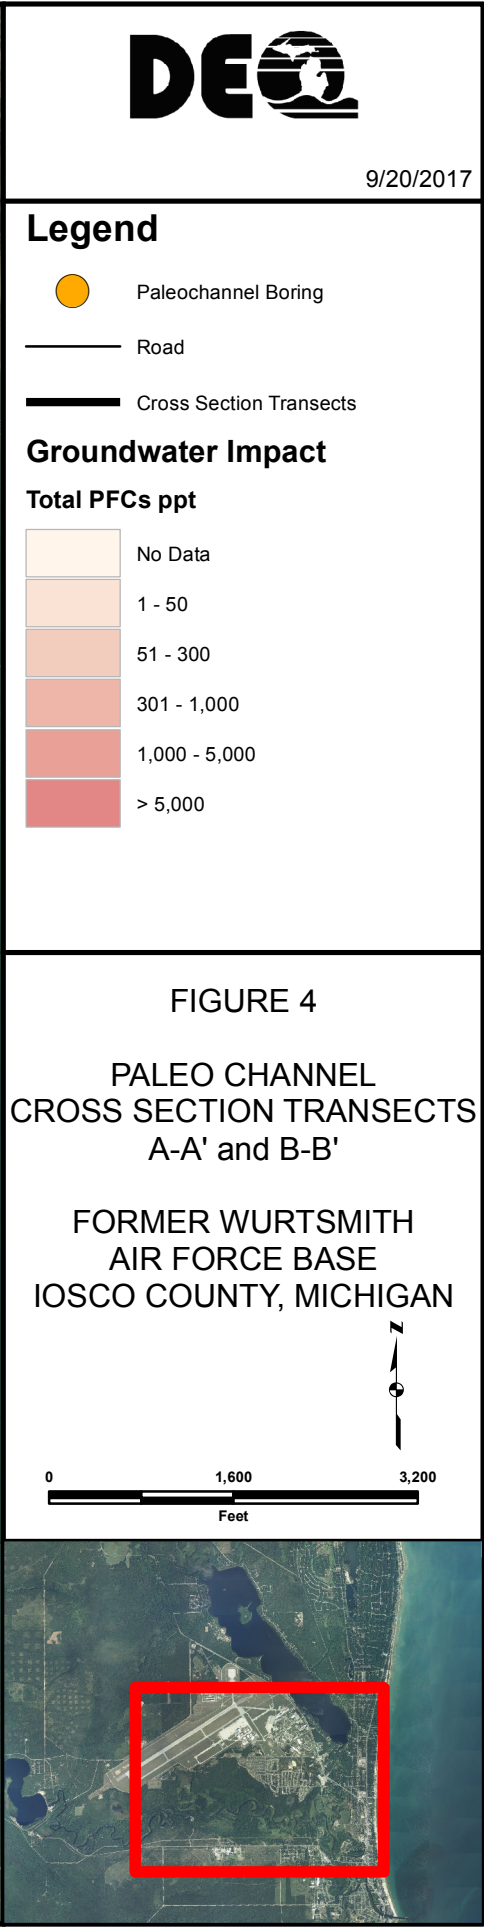 DEQ
9/20/2017
Legend
Paleochannel Boring
Road
Cross Section Transects
Groundwater Impact
Total PFCs ppt
No Data
1 - 50
51 - 300
301 - 1,000
1,000 - 5,000
> 5,000
FIGURE 4
PALEO CHANNEL
CROSS SECTION TRANSECTS
A-A' and B-B'
FORMER WURTSMITH
AIR FORCE BASE
IOSCO COUNTY, MICHIGAN
N
0 1,600 3,200
Feet